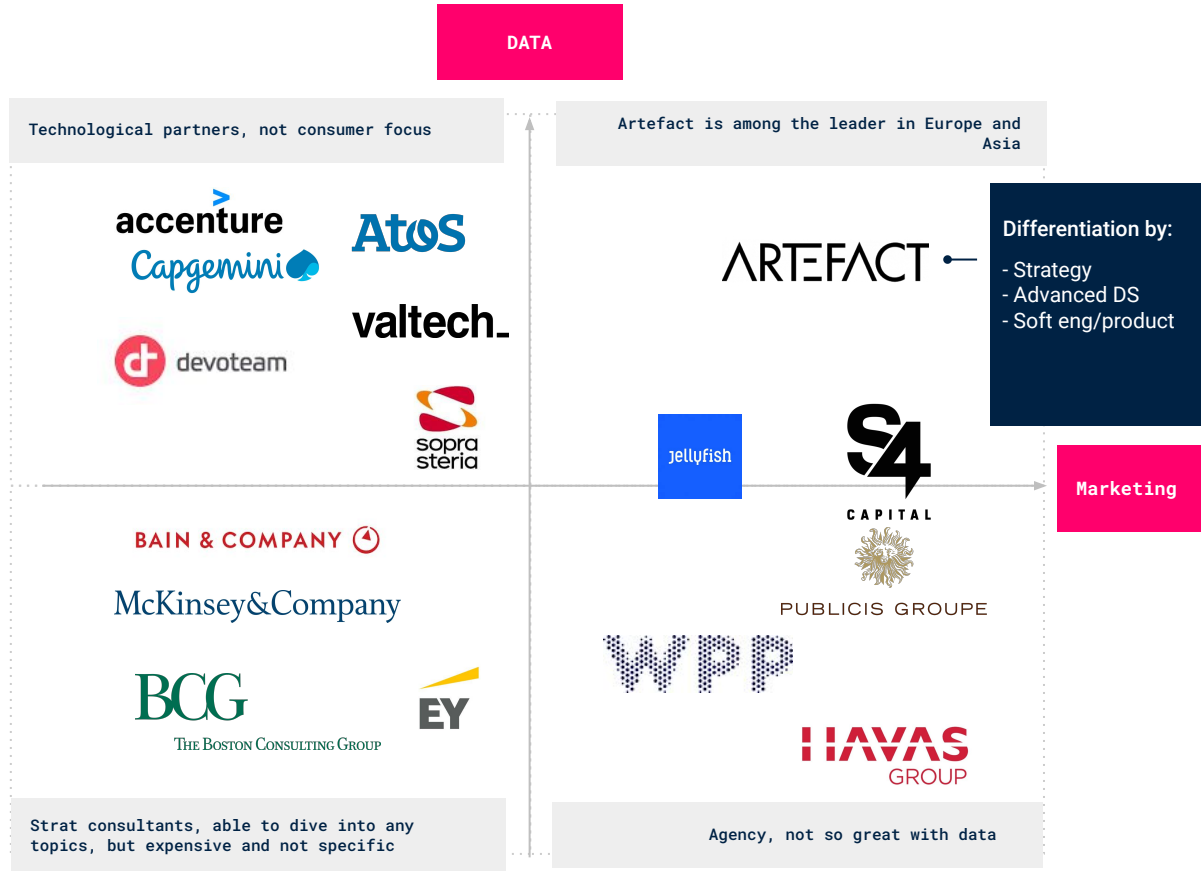 DATA
Technological partners, not consumer focus
Artefact is among the leader in Europe and
Asia
accenture
Capgemini
Atos
valtech_
devoteam
sopra
steria
ARTEFACT
Differentiation by:
- Strategy
- Advanced DS
- Soft eng/product
jellyfish
S4
CAPITAL
Marketing
BAIN & COMPANY
McKinsey&Company
BCG
THE BOSTON CONSULTING GROUP
EY
PUBLICIS GROUPE
WPP
HAVAS
GROUP
Strat consultants, able to dive into any
topics, but expensive and not specific
Agency, not so great with data